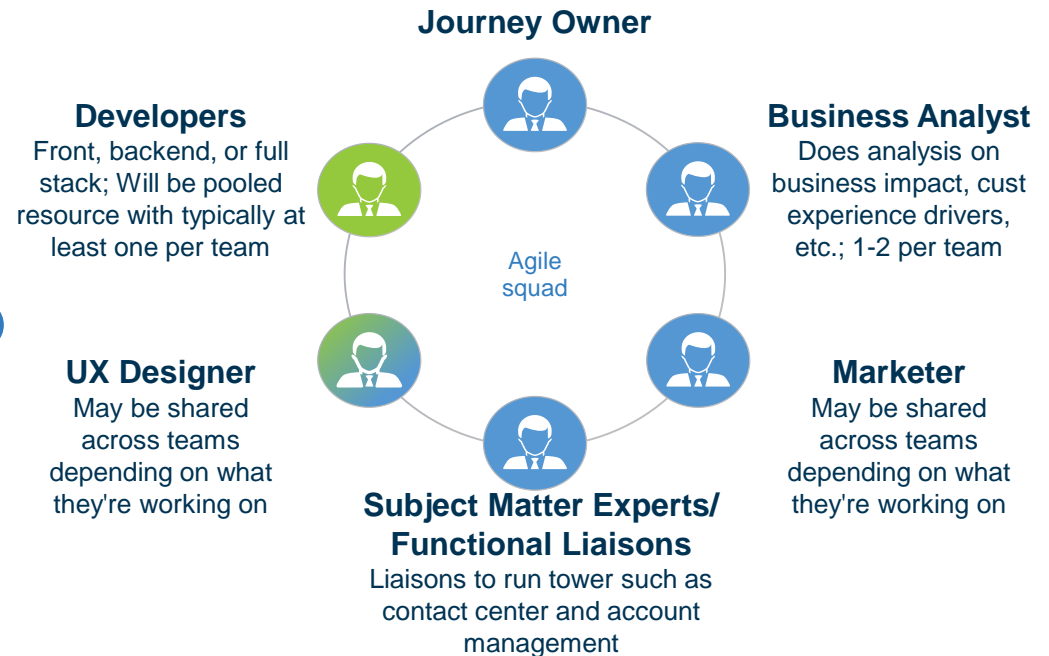 Journey Owner
Developers
Front, backend, or full
stack; Will be pooled
resource with typically at
least one per team
Business Analyst
Does analysis on
business impact, cust
experience drivers,
etc.; 1-2 per team
Agile
squad
UX Designer
May be shared
across teams
depending on what
they're working on
Marketer
May be shared
across teams
depending on what
they're working on
Subject Matter Experts/
Functional Liaisons
Liaisons to run tower such as
contact center and account
management